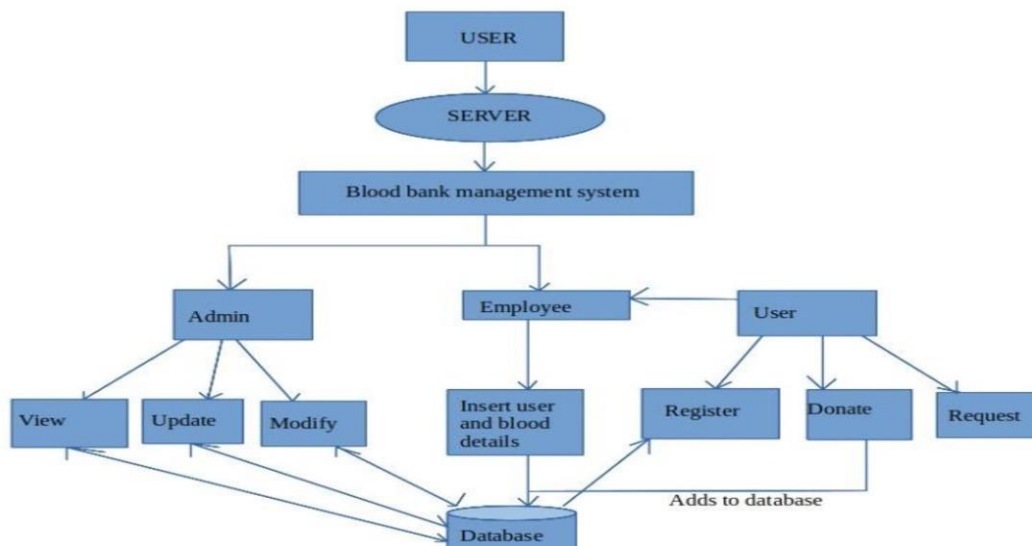 USER
SERVER
Blood bank management system
Admin
Employee
User
View
Update
Modify
Insert user
and blood
details
Register
Donate
Request
Adds to database
Database